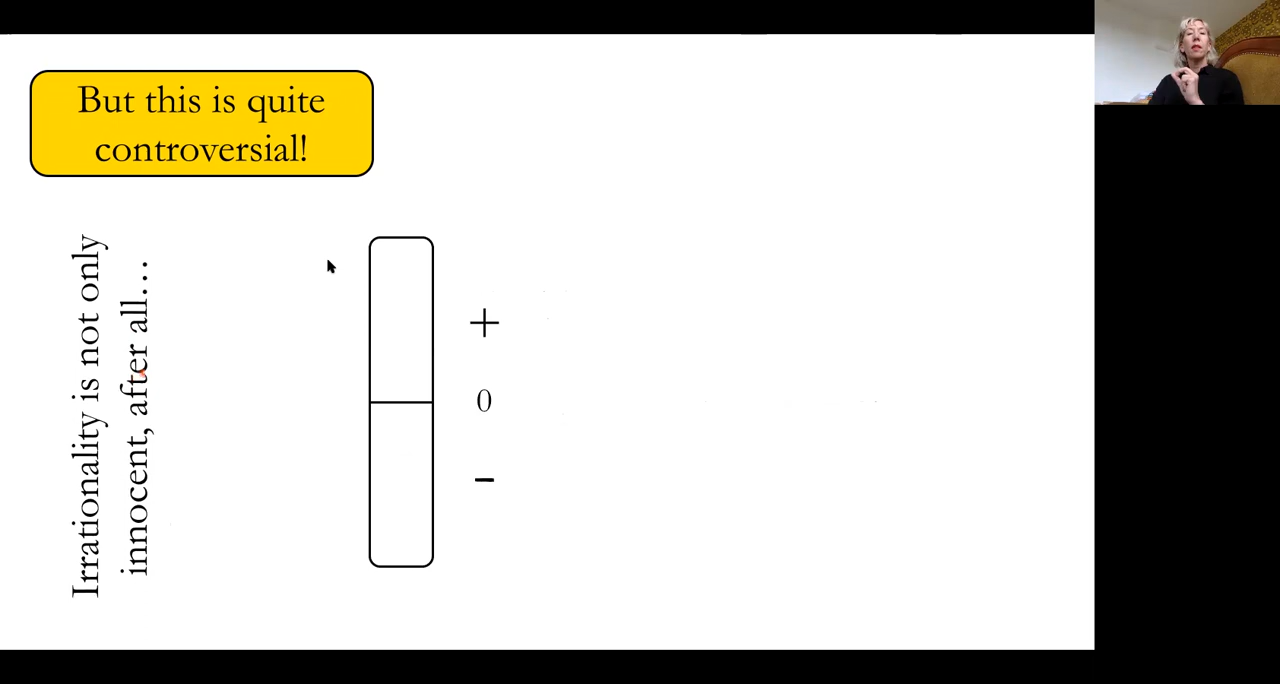 But this is quite
controversial!
Irrationality is not only
innocent, after all…
+
0
-